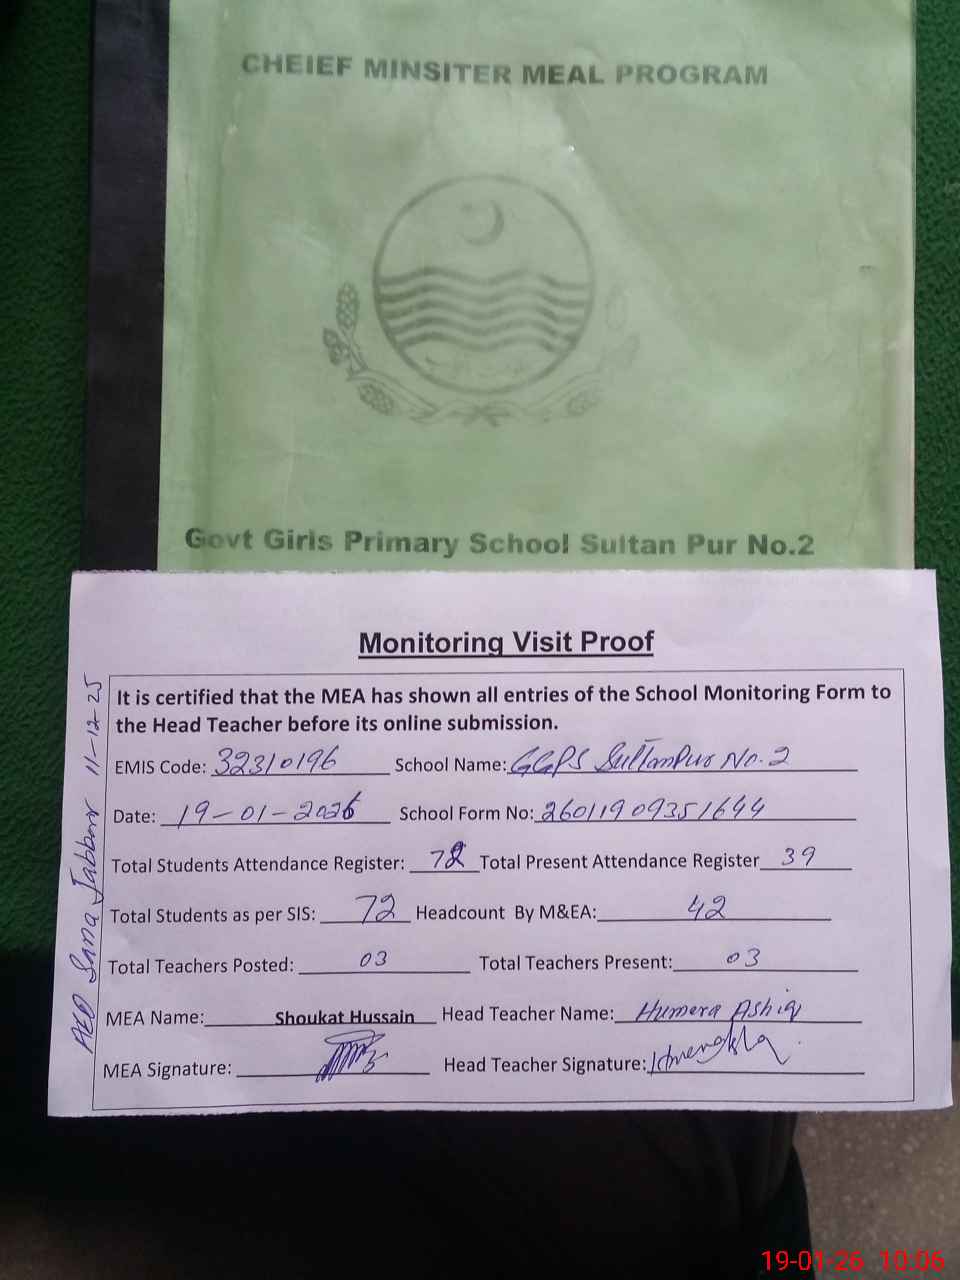 CHEIEF MINSITER MEAL PROGRAM
Govt Girls Primary School Sultan Pur No.2
Monitoring Visit Proof
It is certified that the MEA has shown all entries of the School Monitoring Form to
the Head Teacher before its online submission.
EMIS Code: 32310196 School Name: GGPS Sultanpur No.2
Date: 19-01-2026 School Form No: 26011909351644
Total Students Attendance Register: 72 Total Present Attendance Register 39
Total Students as per SIS: 72 Headcount By M&EA: 42
Total Teachers Posted: 03 Total Teachers Present: 03
MEA Name: Shoukat Hussain Head Teacher Name: Humera Ashiq
MEA Signature: Head Teacher Signature:
AEO Sana Jabbar 11-12-25
19-01-26 10:06